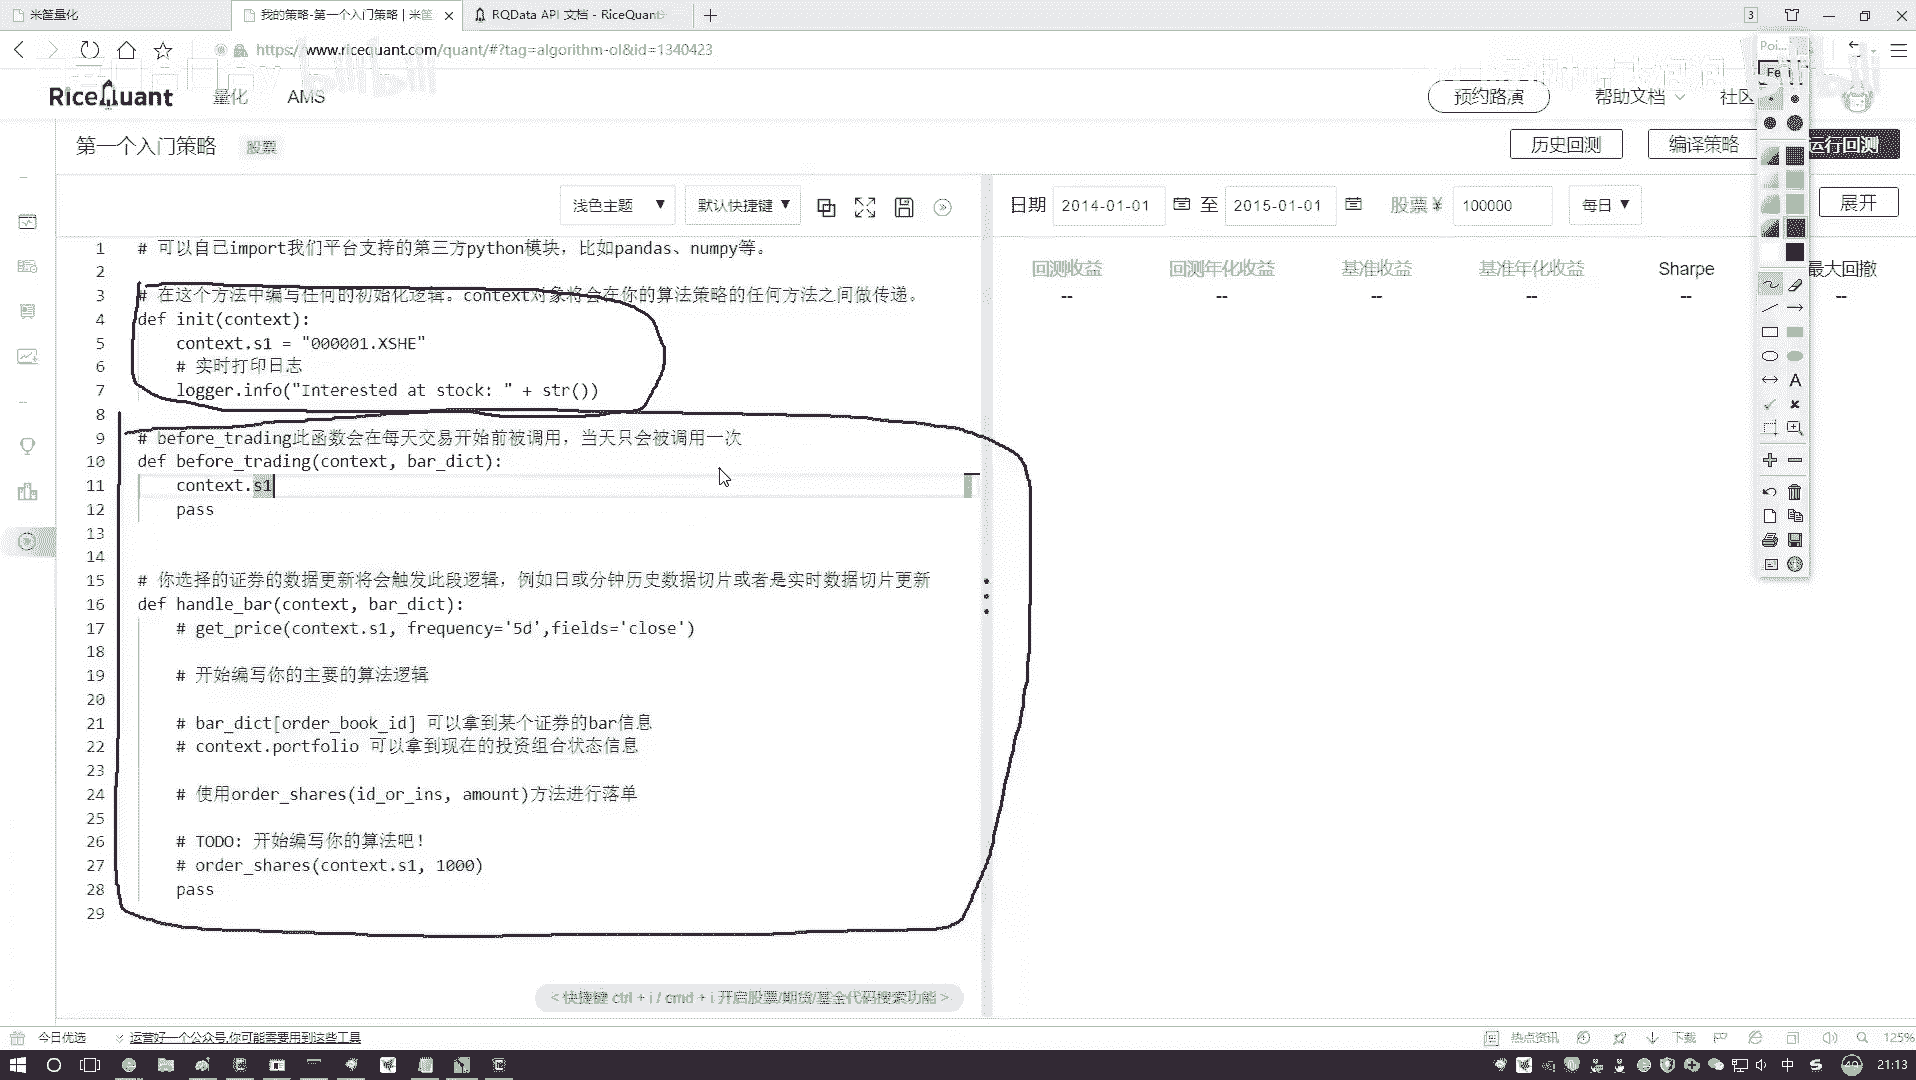 米筐量化
我的策略-第一个入门策略 | 米筐
RQData API 文档 - RiceQuant
3
https://www.ricequant.com/quant/#?tag=algorithm-ol&id=1340423
Poi...
RiceQuant
量化
AMS
预约路演
帮助文档
社区
第一个入门策略
股票
历史回测
编译策略
运行回测
浅色主题 ▼
默认快捷键 ▼
日期 2014-01-01 至 2015-01-01 股票 ¥ 100000 每日 ▼
展开
回测收益 回测年化收益 基准收益 基准年化收益 Sharpe 最大回撤
-- -- -- -- -- --
1 # 可以自己import我们平台支持的第三方python模块，比如pandas、numpy等。
2
3 # 在这个方法中编写任何的初始化逻辑。context对象将会在你的算法策略的任何方法之间做传递。
4 def init(context):
5 context.s1 = "000001.XSHE"
6 # 实时打印日志
7 logger.info("Interested at stock: " + str())
8
9 # before_trading此函数会在每天交易开始前被调用，当天只会被调用一次
10 def before_trading(context, bar_dict):
11 context.s1
12 pass
13
14
15 # 你选择的证券的数据更新将会触发此段逻辑，例如日或分钟历史数据切片或者是实时数据切片更新
16 def handle_bar(context, bar_dict):
17 # get_price(context.s1, frequency='5d',fields='close')
18
19 # 开始编写你的主要的算法逻辑
20
21 # bar_dict[order_book_id] 可以拿到某个证券的bar信息
22 # context.portfolio 可以拿到现在的投资组合状态信息
23
24 # 使用order_shares(id_or_ins, amount)方法进行落单
25
26 # TODO: 开始编写你的算法吧！
27 # order_shares(context.s1, 1000)
28 pass
29
< 快捷键 ctrl + i / cmd + i 开启股票/期货/基金代码搜索功能 >
今日优选
运营好一个公众号,你可能需要用到这些工具
热点资讯
下载
125%
中
21:13